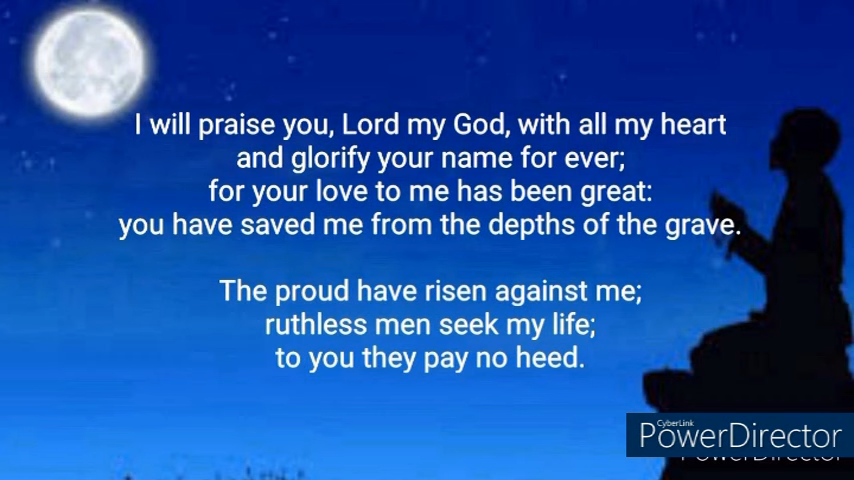 I will praise you, Lord my God, with all my heart
and glorify your name for ever;
for your love to me has been great:
you have saved me from the depths of the grave.
The proud have risen against me;
ruthless men seek my life;
to you they pay no heed.
CyberLink
PowerDirector
PowerDirector